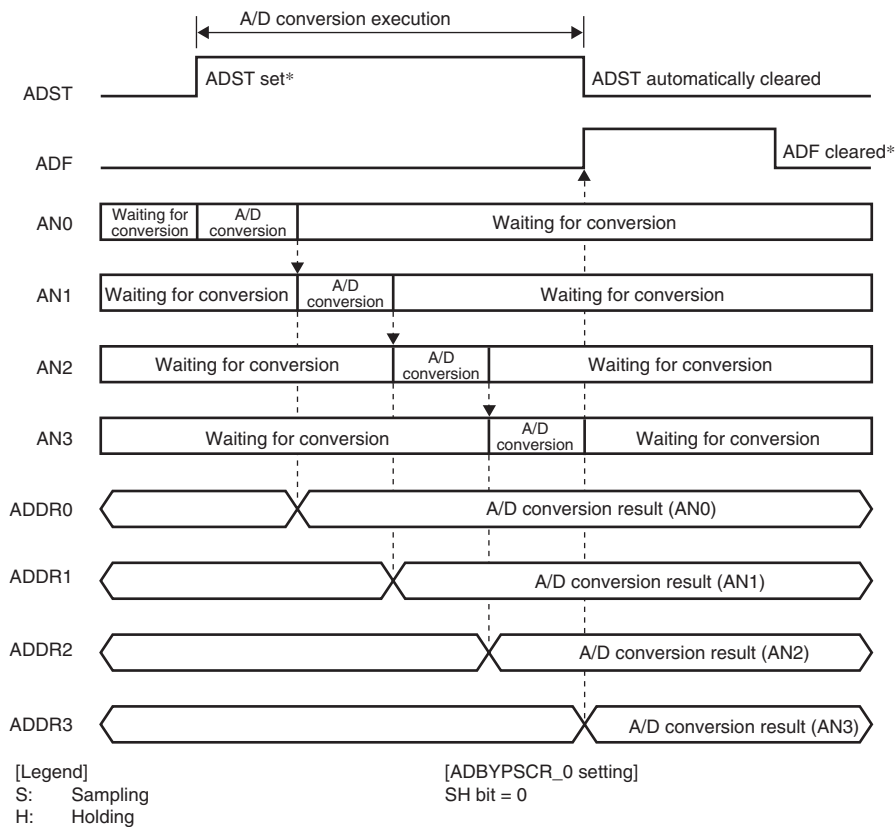 A/D conversion execution
ADST
ADST set*
ADST automatically cleared
ADF
ADF cleared*
AN0
Waiting for
conversion
A/D
conversion
Waiting for conversion
AN1
Waiting for conversion
A/D
conversion
Waiting for conversion
AN2
Waiting for conversion
A/D
conversion
Waiting for conversion
AN3
Waiting for conversion
A/D
conversion
Waiting for conversion
ADDR0
A/D conversion result (AN0)
ADDR1
A/D conversion result (AN1)
ADDR2
A/D conversion result (AN2)
ADDR3
A/D conversion result (AN3)
[Legend]
S: Sampling
H: Holding
[ADBYPSCR_0 setting]
SH bit = 0